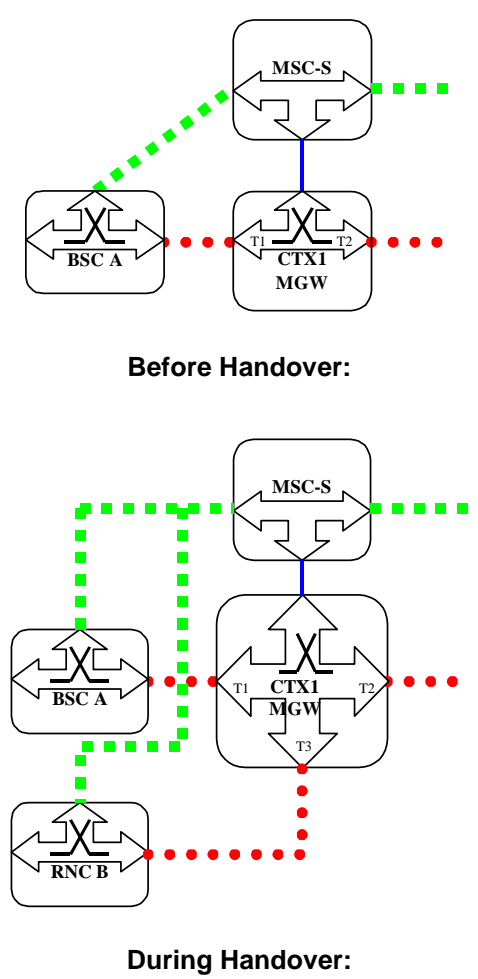 MSC-S
T1
T2
BSC A
CTX1
MGW
Before Handover:
MSC-S
T1
CTX1
T2
BSC A
MGW
T3
RNC B
During Handover: